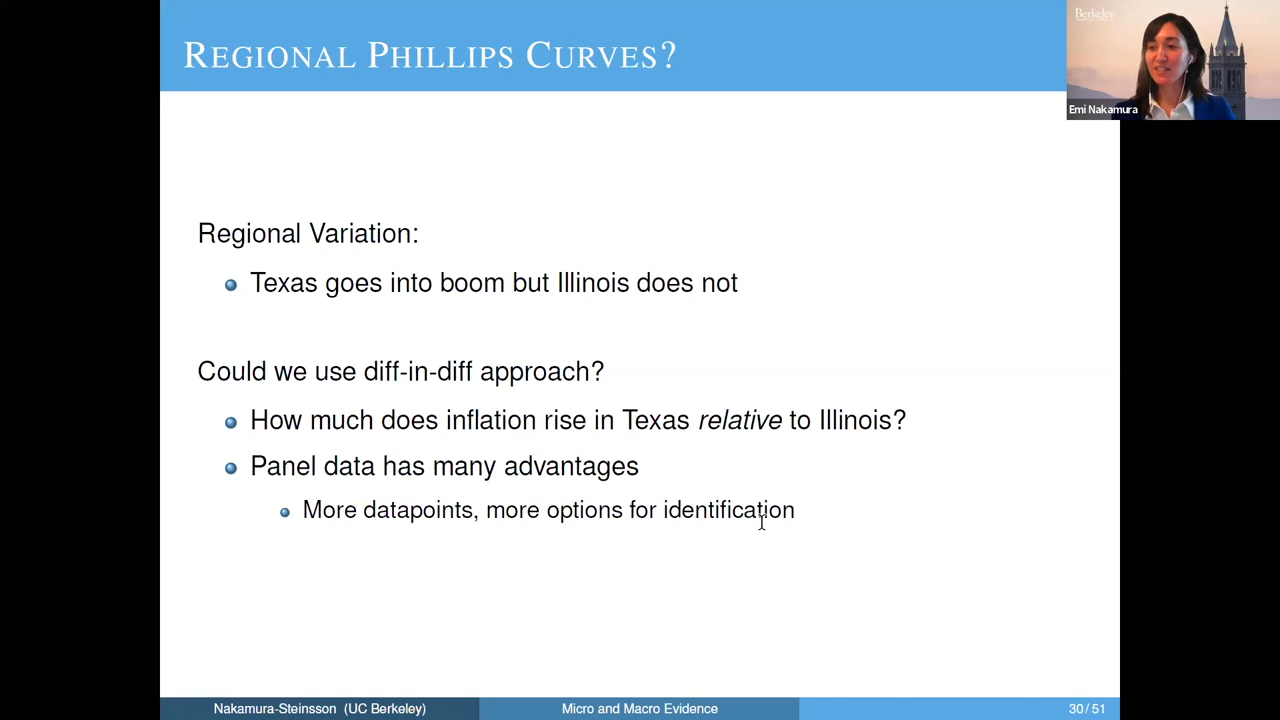 REGIONAL PHILLIPS CURVES?
Berkeley
Emi Nakamura
Regional Variation:
Texas goes into boom but Illinois does not
Could we use diff-in-diff approach?
How much does inflation rise in Texas relative to Illinois?
Panel data has many advantages
More datapoints, more options for identification
Nakamura-Steinsson (UC Berkeley)
Micro and Macro Evidence
30/51